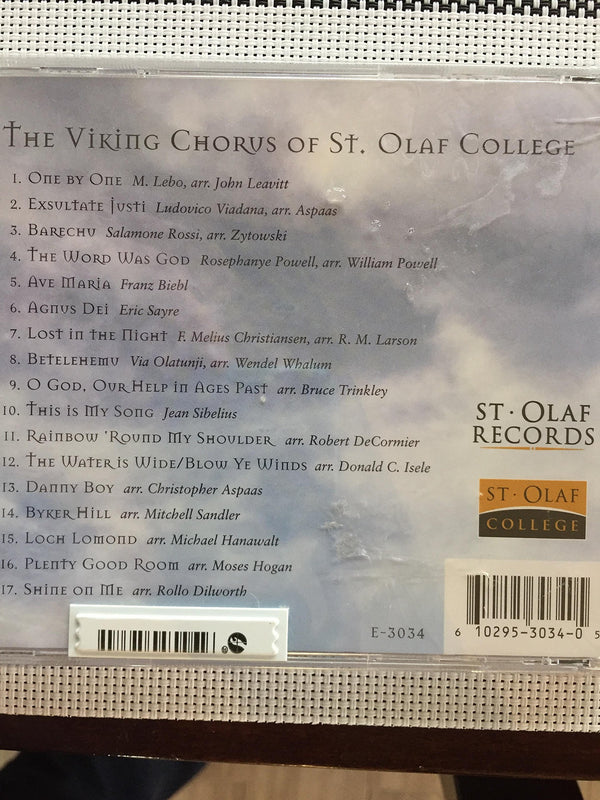 The Viking Chorus of St. Olaf College
1. One by One M. Lebo, arr. John Leavitt
2. Exsultate Justi Ludovico Viadana, arr. Aspaas
3. Barechu Salamone Rossi, arr. Zytowski
4. The Word Was God Rosephanye Powell, arr. William Powell
5. Ave Maria Franz Biebl
6. Agnus Dei Eric Sayre
7. Lost in the Night F. Melius Christiansen, arr. R. M. Larson
8. Betelehemu Via Olatunji, arr. Wendel Whalum
9. O God, Our Help in Ages Past arr. Bruce Trinkley
10. This is My Song Jean Sibelius
11. Rainbow 'Round My Shoulder arr. Robert DeCormier
12. The Water is Wide/Blow Ye Winds arr. Donald C. Isele
13. Danny Boy arr. Christopher Aspaas
14. Byker Hill arr. Mitchell Sandler
15. Loch Lomond arr. Michael Hanawalt
16. Plenty Good Room arr. Moses Hogan
17. Shine on Me arr. Rollo Dilworth
ST · OLAF
RECORDS
ST · OLAF
COLLEGE
E-3034
6 10295-3034-0 5